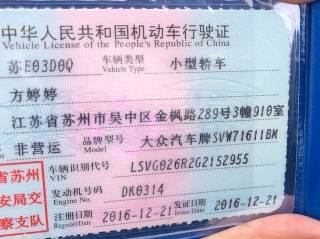 中华人民共和国机动车行驶证
Vehicle License of the People's Republic of China
苏E03D0Q 车辆类型 Vehicle Type 小型轿车
方婷婷
江苏省苏州市吴中区金枫路289号3幢910室
非营运 品牌型号 Model 大众汽车牌SVW71611BM
车辆识别代号 VIN LSVG026R2G2152955
省苏州
安局交
察支队
发动机号码 Engine No. DK0314
注册日期 Register Date 2016-12-21 发证日期 Issue Date 2016-12-21